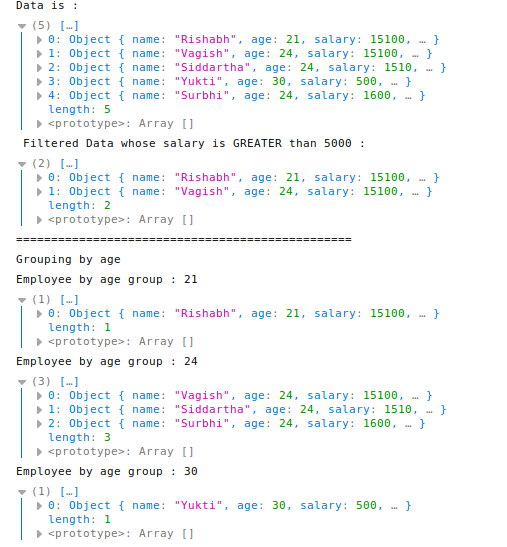 Data is :
(5) […]
0: Object { name: "Rishabh", age: 21, salary: 15100, … }
1: Object { name: "Vagish", age: 24, salary: 15100, … }
2: Object { name: "Siddartha", age: 24, salary: 1510, … }
3: Object { name: "Yukti", age: 30, salary: 500, … }
4: Object { name: "Surbhi", age: 24, salary: 1600, … }
length: 5
<prototype>: Array []
Filtered Data whose salary is GREATER than 5000 :
(2) […]
0: Object { name: "Rishabh", age: 21, salary: 15100, … }
1: Object { name: "Vagish", age: 24, salary: 15100, … }
length: 2
<prototype>: Array []
================================================
Grouping by age
Employee by age group : 21
(1) […]
0: Object { name: "Rishabh", age: 21, salary: 15100, … }
length: 1
<prototype>: Array []
Employee by age group : 24
(3) […]
0: Object { name: "Vagish", age: 24, salary: 15100, … }
1: Object { name: "Siddartha", age: 24, salary: 1510, … }
2: Object { name: "Surbhi", age: 24, salary: 1600, … }
length: 3
<prototype>: Array []
Employee by age group : 30
(1) […]
0: Object { name: "Yukti", age: 30, salary: 500, … }
length: 1
<prototype>: Array []